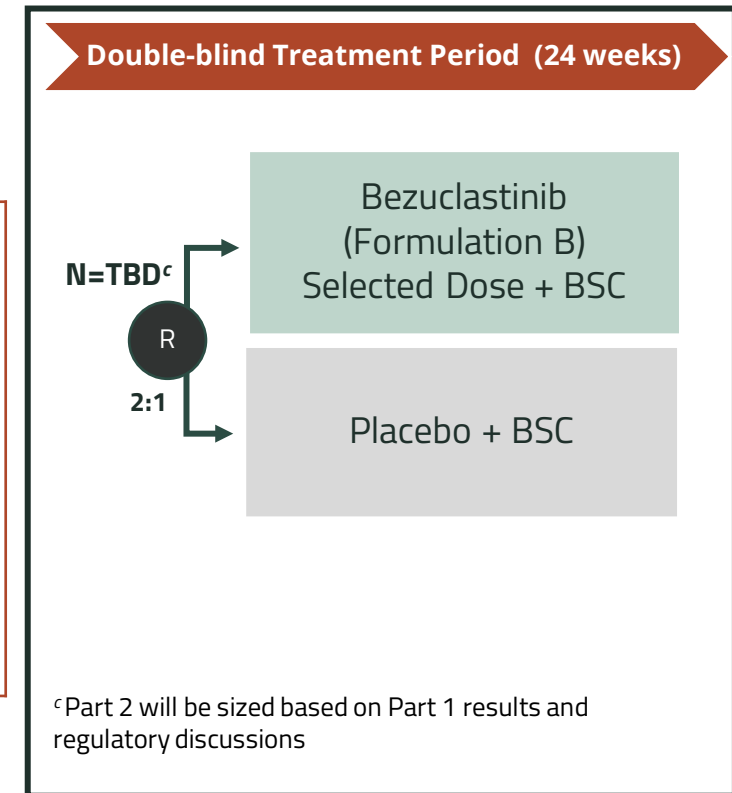 Double-blind Treatment Period (24 weeks)
Bezuclastinib
(Formulation B)
Selected Dose + BSC
N=TBDᶜ
R
2:1
Placebo + BSC
ᶜ Part 2 will be sized based on Part 1 results and
regulatory discussions